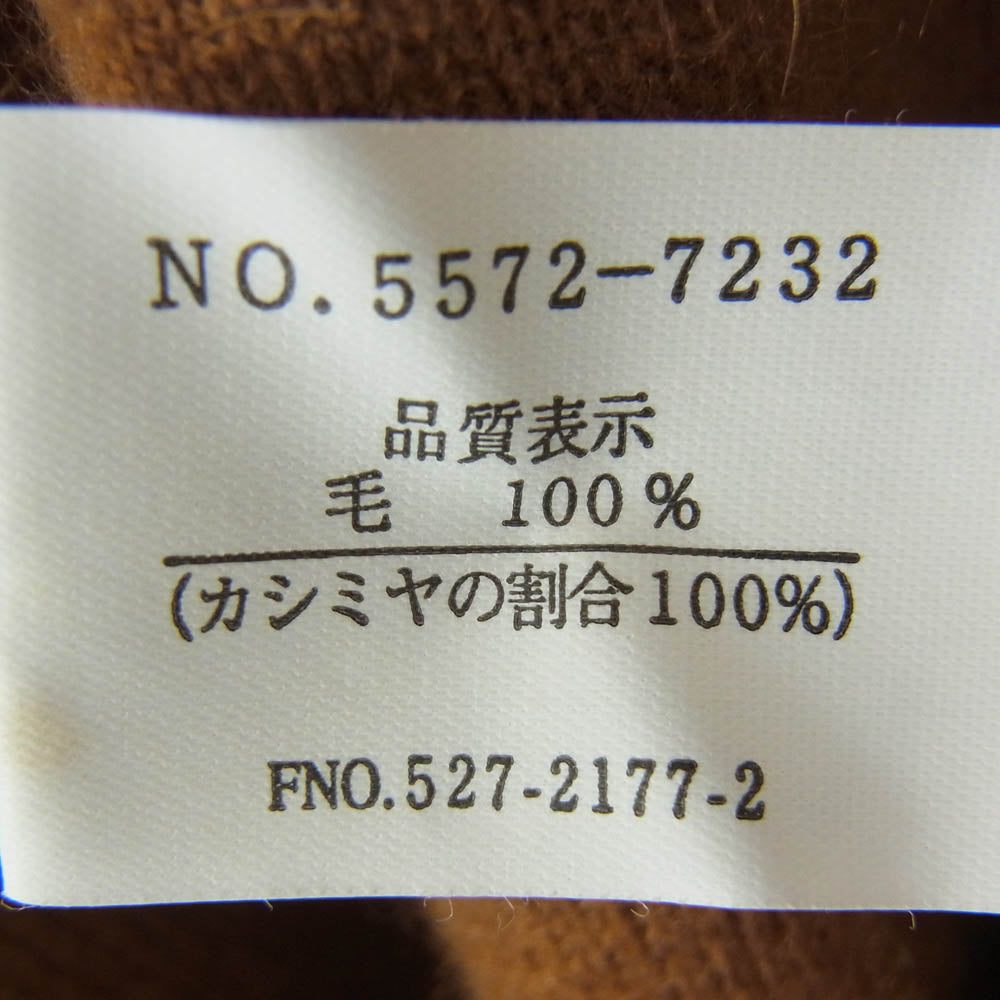 NO. 5572-7232
品質表示
毛 100%
(カシミヤの割合100%)
FNO.527-2177-2